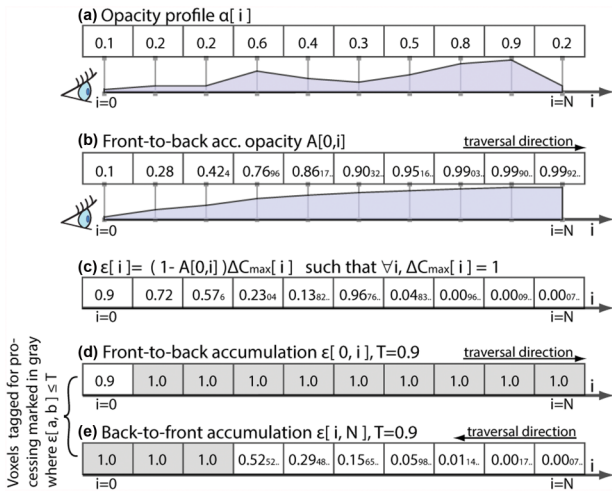 (a) Opacity profile α[ i ]
0.1 0.2 0.2 0.6 0.4 0.3 0.5 0.8 0.9 0.2
i=0 i=N i
(b) Front-to-back acc. opacity A[0,i] traversal direction
0.1 0.28 0.424 0.7696 0.8617.. 0.9032.. 0.9516.. 0.9903.. 0.9990.. 0.9992..
i=0 i=N i
(c) ε[ i ]= ( 1- A[0,i] )ΔCmax[ i ] such that ∀i, ΔCmax[ i ] = 1
0.9 0.72 0.576 0.2304 0.1382.. 0.9676.. 0.0483.. 0.0096.. 0.0009.. 0.0007.. i
i=0 i=N
Voxels tagged for pro-
cessing marked in gray
where ε[ a, b ] ≤ T
(d) Front-to-back accumulation ε[ 0, i ], T=0.9 traversal direction
0.9 1.0 1.0 1.0 1.0 1.0 1.0 1.0 1.0 1.0 i
i=0 i=N
(e) Back-to-front accumulation ε[ i, N ], T=0.9 traversal direction
1.0 1.0 1.0 0.5252.. 0.2948.. 0.1565.. 0.0598.. 0.0114.. 0.0017.. 0.0007.. i
i=0 i=N